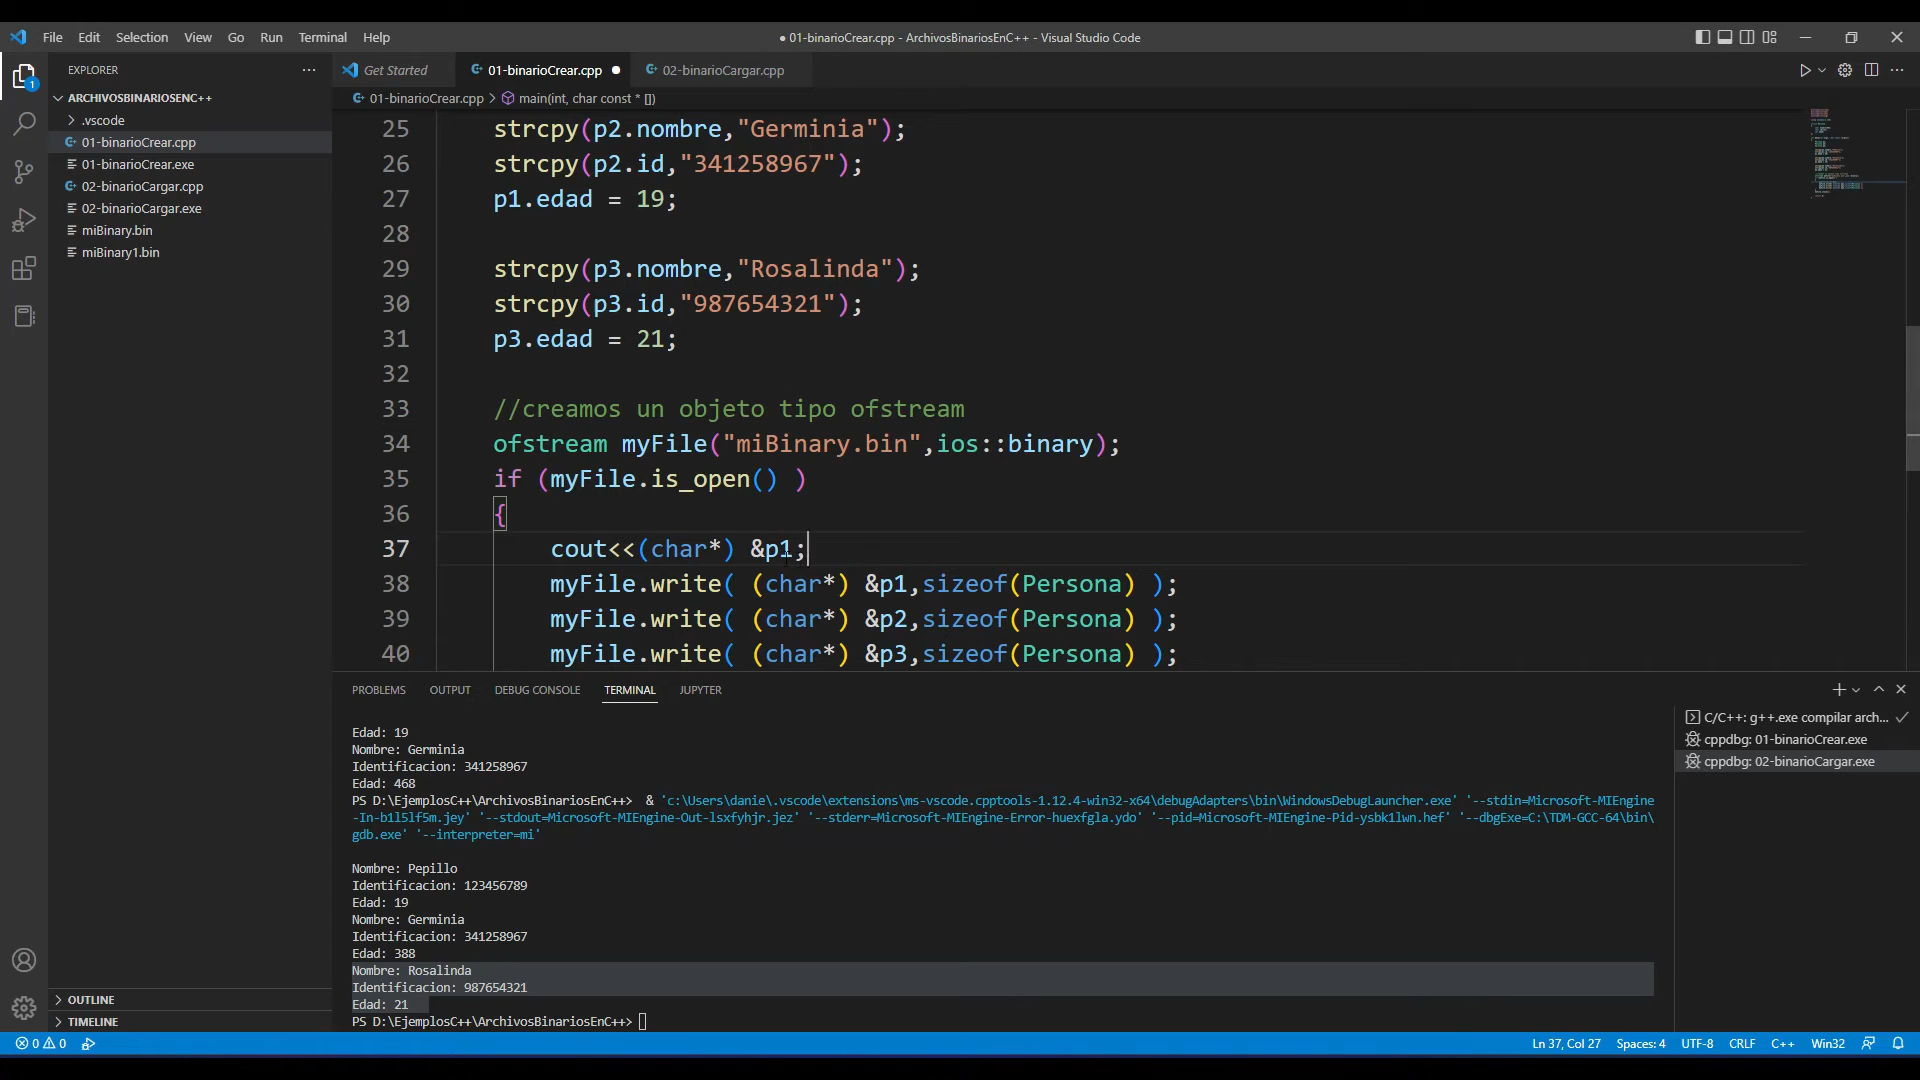 File Edit Selection View Go Run Terminal Help
● 01-binarioCrear.cpp - ArchivosBinariosEnC++ - Visual Studio Code
EXPLORER
Get Started
01-binarioCrear.cpp
02-binarioCargar.cpp
ARCHIVOSBINARIOSENC++
.vscode
01-binarioCrear.cpp
01-binarioCrear.exe
02-binarioCargar.cpp
02-binarioCargar.exe
miBinary.bin
miBinary1.bin
OUTLINE
TIMELINE
01-binarioCrear.cpp > main(int, char const * [])
25 strcpy(p2.nombre,"Germinia");
26 strcpy(p2.id,"341258967");
27 p1.edad = 19;
28
29 strcpy(p3.nombre,"Rosalinda");
30 strcpy(p3.id,"987654321");
31 p3.edad = 21;
32
33 //creamos un objeto tipo ofstream
34 ofstream myFile("miBinary.bin",ios::binary);
35 if (myFile.is_open() )
36 {
37 cout<<(char*) &p1;
38 myFile.write( (char*) &p1,sizeof(Persona) );
39 myFile.write( (char*) &p2,sizeof(Persona) );
40 myFile.write( (char*) &p3,sizeof(Persona) );
PROBLEMS OUTPUT DEBUG CONSOLE TERMINAL JUPYTER
Edad: 19
Nombre: Germinia
Identificacion: 341258967
Edad: 468
PS D:\EjemplosC++\ArchivosBinariosEnC++>  & 'c:\Users\danie\.vscode\extensions\ms-vscode.cpptools-1.12.4-win32-x64\debugAdapters\bin\WindowsDebugLauncher.exe' '--stdin=Microsoft-MIEngine
-In-b1l5lf5m.jey' '--stdout=Microsoft-MIEngine-Out-lsxfyhjr.jez' '--stderr=Microsoft-MIEngine-Error-huexfgla.ydo' '--pid=Microsoft-MIEngine-Pid-ysbk1lwn.hef' '--dbgExe=C:\TDM-GCC-64\bin\
gdb.exe' '--interpreter=mi'
Nombre: Pepillo
Identificacion: 123456789
Edad: 19
Nombre: Germinia
Identificacion: 341258967
Edad: 388
Nombre: Rosalinda
Identificacion: 987654321
Edad: 21
PS D:\EjemplosC++\ArchivosBinariosEnC++>
C/C++: g++.exe compilar arch...
cppdbg: 01-binarioCrear.exe
cppdbg: 02-binarioCargar.exe
1
0 0
Ln 37, Col 27 Spaces: 4 UTF-8 CRLF C++ Win32